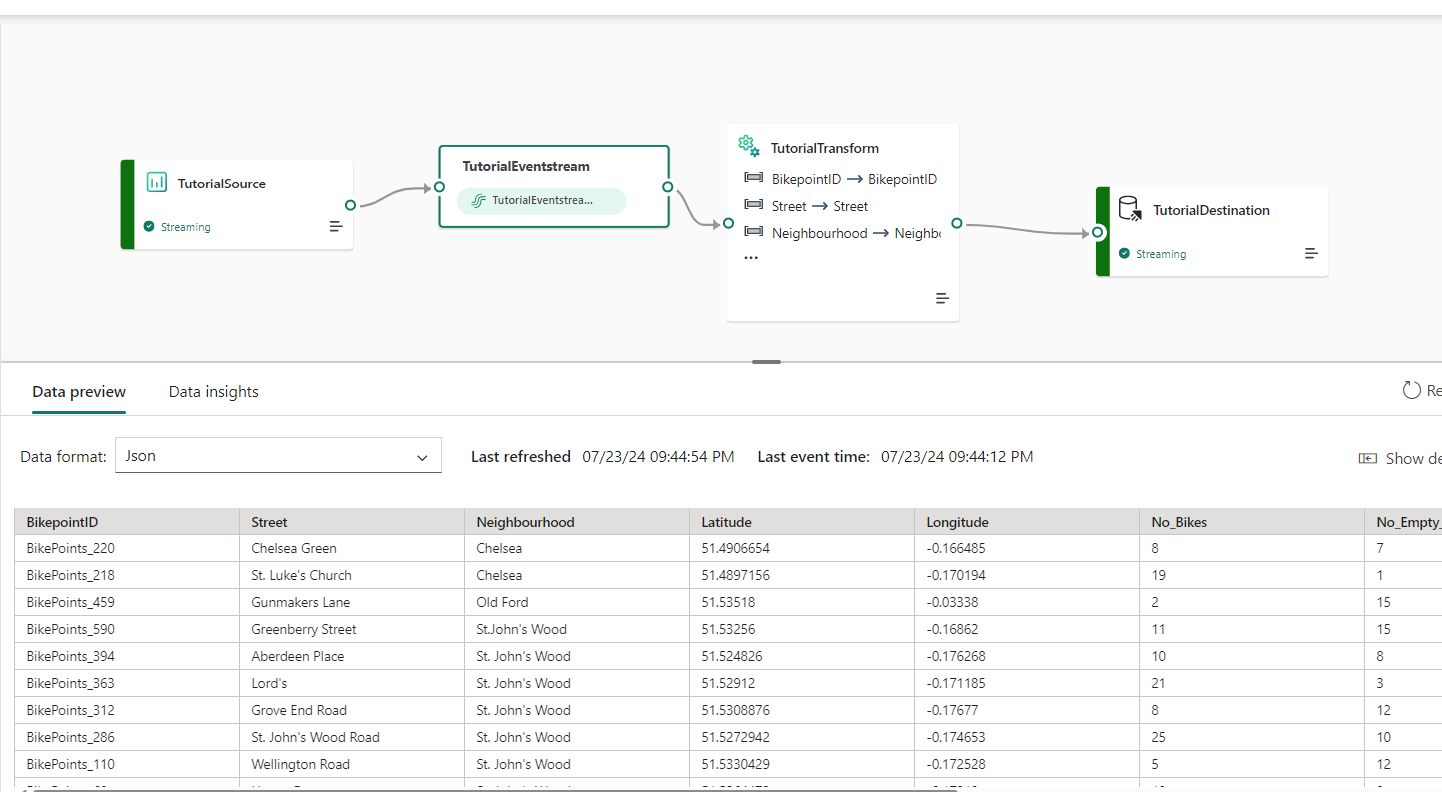 TutorialSource
Streaming
TutorialEventstream
TutorialEventstrea...
TutorialTransform
BikepointID → BikepointID
Street → Street
Neighbourhood → Neighbo
...
TutorialDestination
Streaming
Data preview
Data insights
Re
Data format: Json
Last refreshed 07/23/24 09:44:54 PM Last event time: 07/23/24 09:44:12 PM
Show de
BikepointID Street Neighbourhood Latitude Longitude No_Bikes No_Empty_
BikePoints_220 Chelsea Green Chelsea 51.4906654 -0.166485 8 7
BikePoints_218 St. Luke's Church Chelsea 51.4897156 -0.170194 19 1
BikePoints_459 Gunmakers Lane Old Ford 51.53518 -0.03338 2 15
BikePoints_590 Greenberry Street St.John's Wood 51.53256 -0.16862 11 15
BikePoints_394 Aberdeen Place St. John's Wood 51.524826 -0.176268 10 8
BikePoints_363 Lord's St. John's Wood 51.52912 -0.171185 21 3
BikePoints_312 Grove End Road St. John's Wood 51.5308876 -0.17677 8 12
BikePoints_286 St. John's Wood Road St. John's Wood 51.5272942 -0.174653 25 10
BikePoints_110 Wellington Road St. John's Wood 51.5330429 -0.172528 5 12